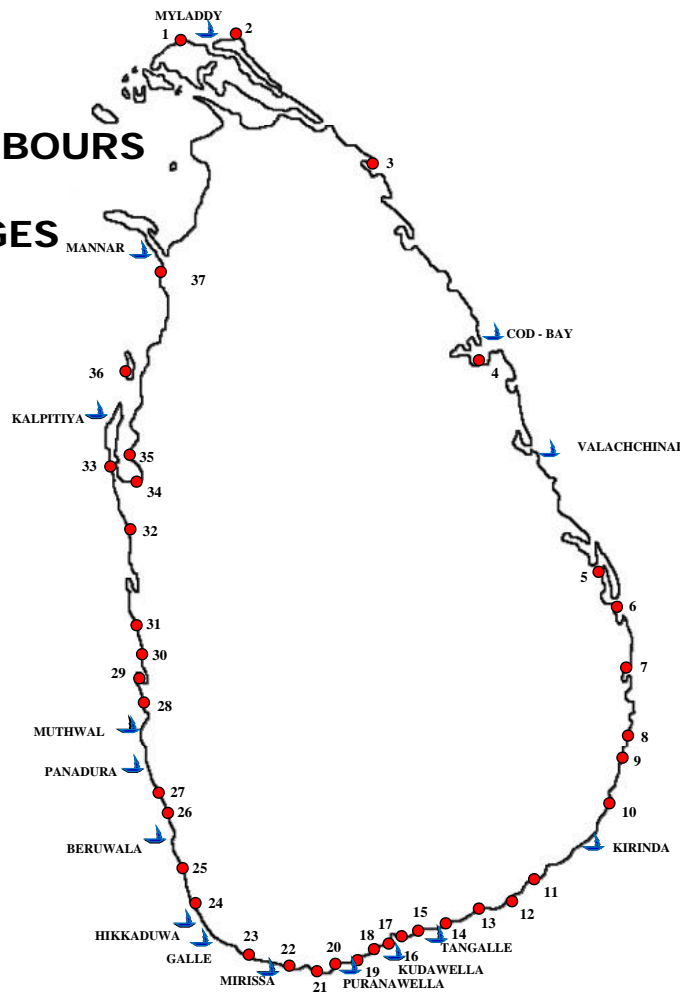 MYLADDY
1
2
BOURS
3
GES
MANNAR
37
COD - BAY
4
36
KALPITIYA
VALACHCHINAI
35
33
34
32
5
6
31
30
29
7
28
MUTHWAL
8
9
PANADURA
27
26
10
BERUWALA
KIRINDA
25
11
24
12
13
HIKKADUWA
23
15
14
17
18
TANGALLE
GALLE
16
22
20
19
KUDAWELLA
MIRISSA
21
PURANAWELLA